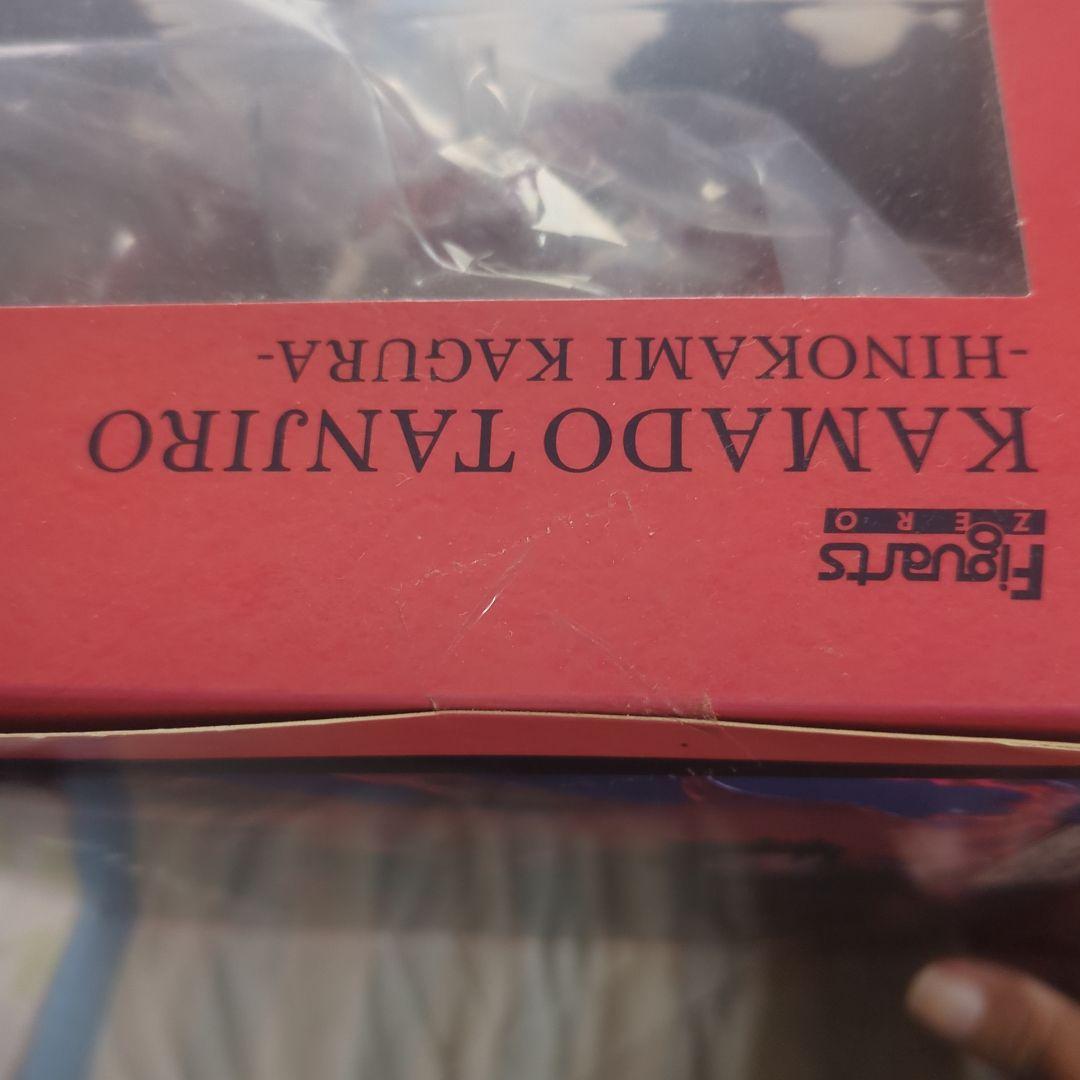 Figuarts
ZERO
KAMADO TANJIRO
-HINOKAMI KAGURA-